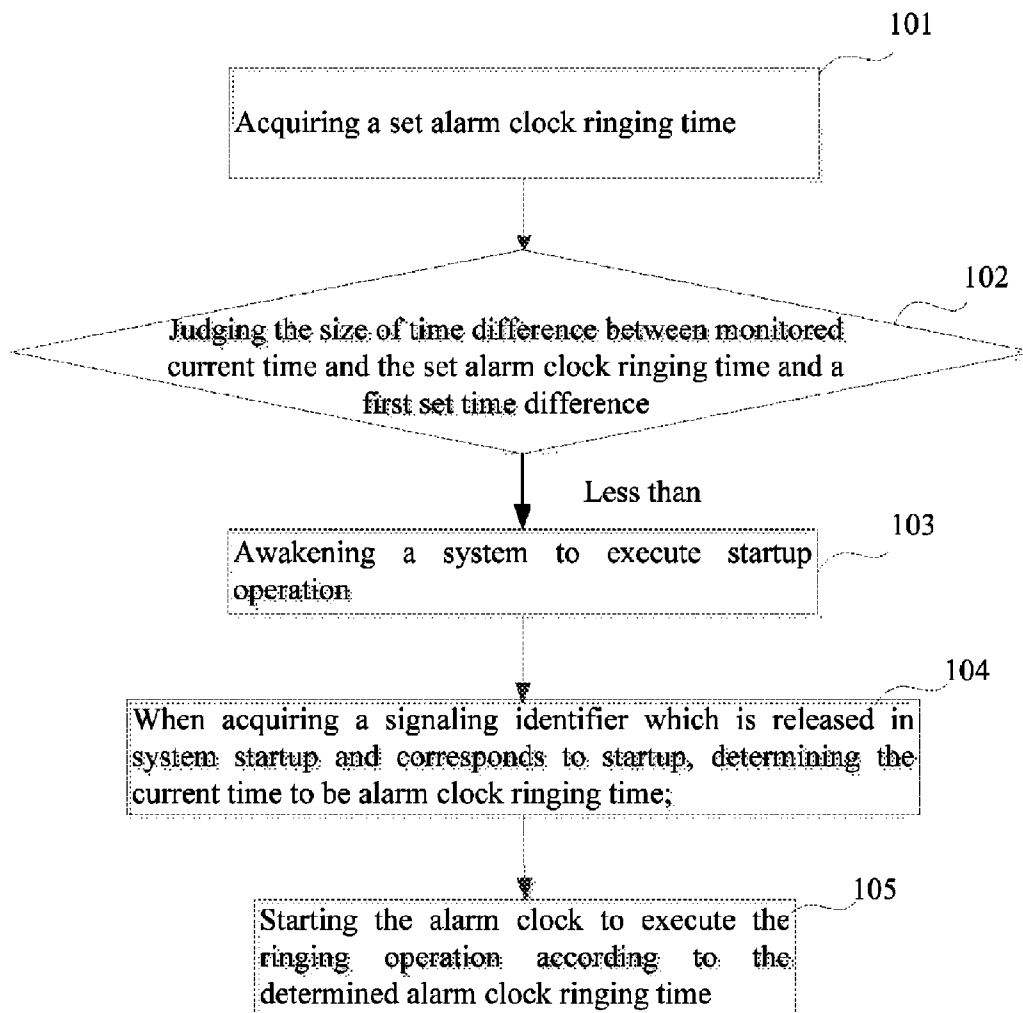 101
Acquiring a set alarm clock ringing time
102
Judging the size of time difference between monitored
current time and the set alarm clock ringing time and a
first set time difference
Less than
103
Awakening a system to execute startup
operation
104
When acquiring a signaling identifier which is released in
system startup and corresponds to startup, determining the
current time to be alarm clock ringing time;
105
Starting the alarm clock to execute the
ringing operation according to the
determined alarm clock ringing time